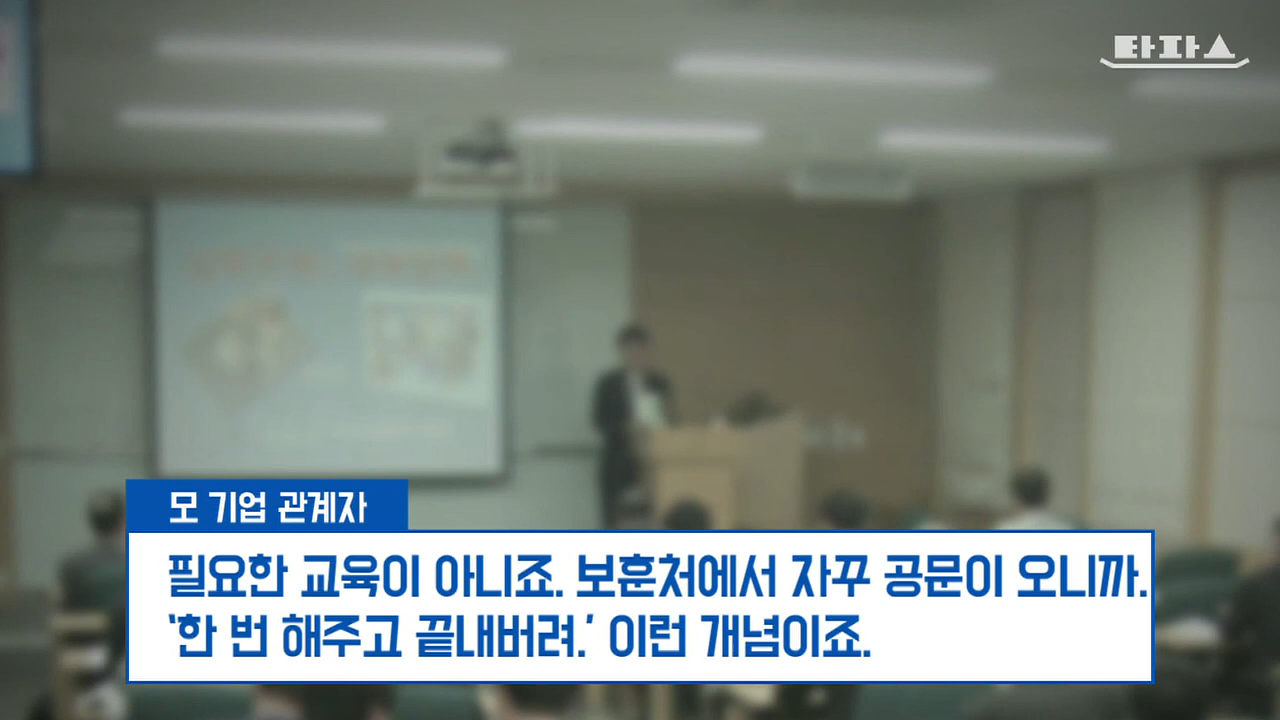 타파스
모 기업 관계자
필요한 교육이 아니죠. 보훈처에서 자꾸 공문이 오니까.
‘한 번 해주고 끝내버려.’ 이런 개념이죠.